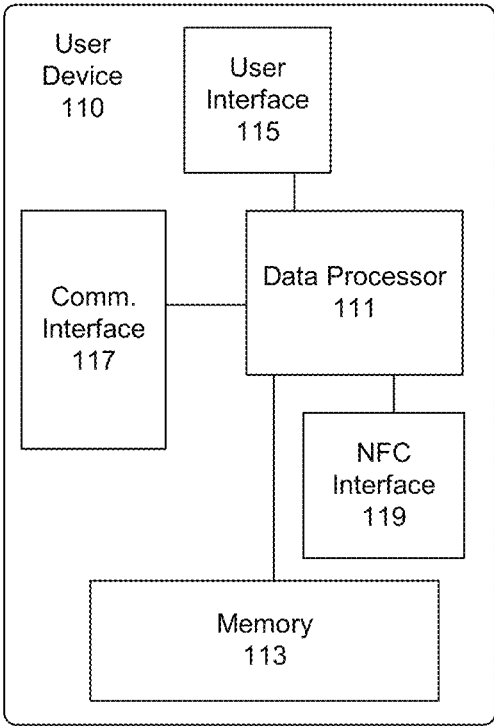 User
Device
110
User
Interface
115
Comm.
Interface
117
Data Processor
111
NFC
Interface
119
Memory
113